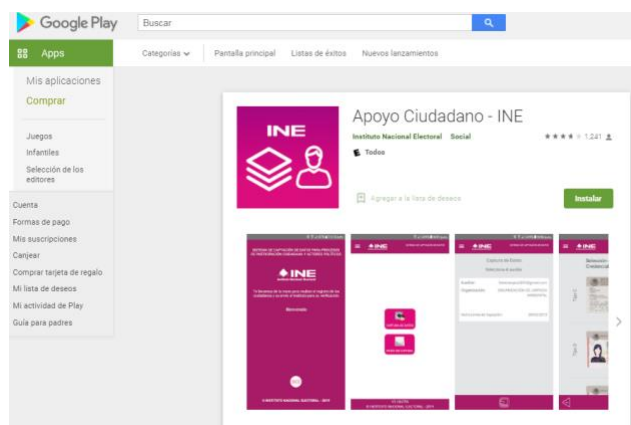 Google Play
Buscar
Apps
Categorías
Pantalla principal
Listas de éxitos
Nuevos lanzamientos
Mis aplicaciones
Comprar
Juegos
Infantiles
Selección de los
editores
Cuenta
Formas de pago
Mis suscripciones
Canjear
Comprar tarjeta de regalo
Mi lista de deseos
Mi actividad de Play
Guía para padres
INE
Apoyo Ciudadano - INE
Instituto Nacional Electoral Social
1,241
Todos
Agregar a la lista de deseos
Instalar
INE
Bienvenido
INE
INE
INE